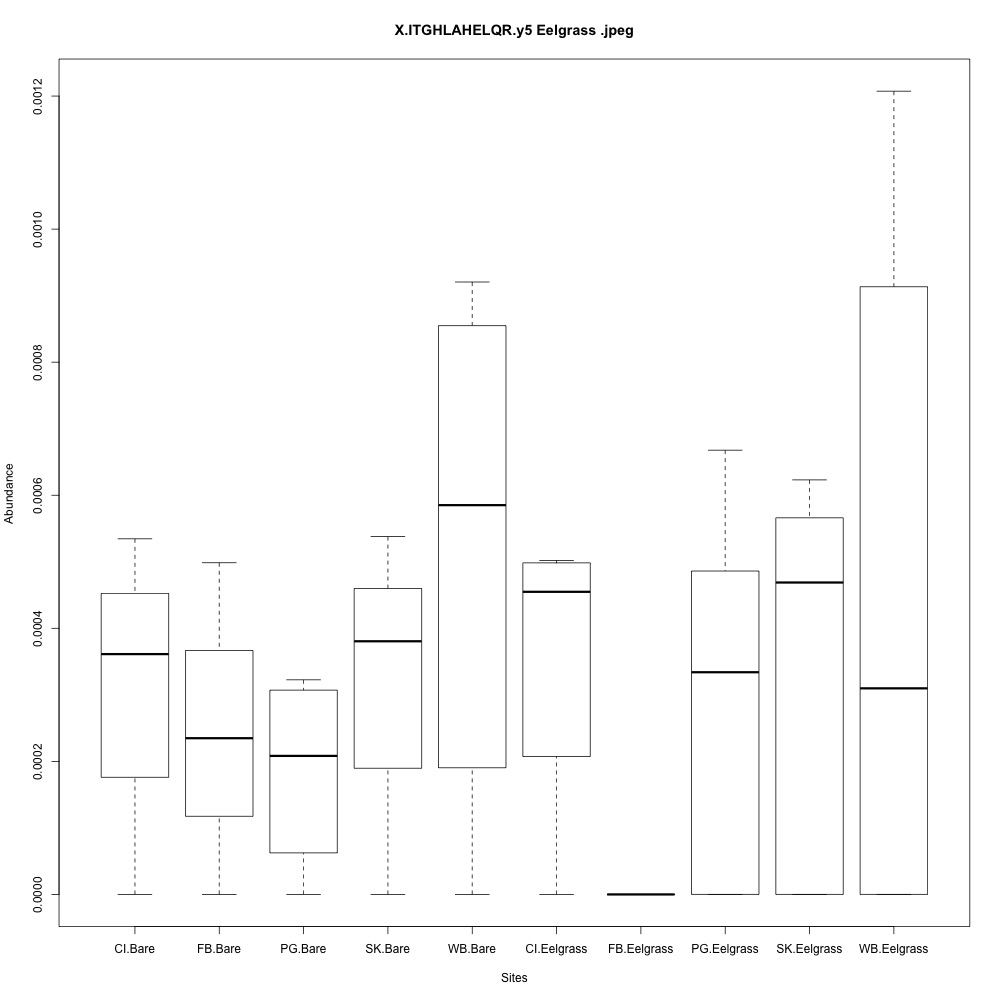 X.ITGHLAHELQR.y5 Eelgrass .jpeg
0.0012
0.0010
0.0008
0.0006
0.0004
0.0002
0.0000
Abundance
CI.Bare FB.Bare PG.Bare SK.Bare WB.Bare CI.Eelgrass FB.Eelgrass PG.Eelgrass SK.Eelgrass WB.Eelgrass
Sites